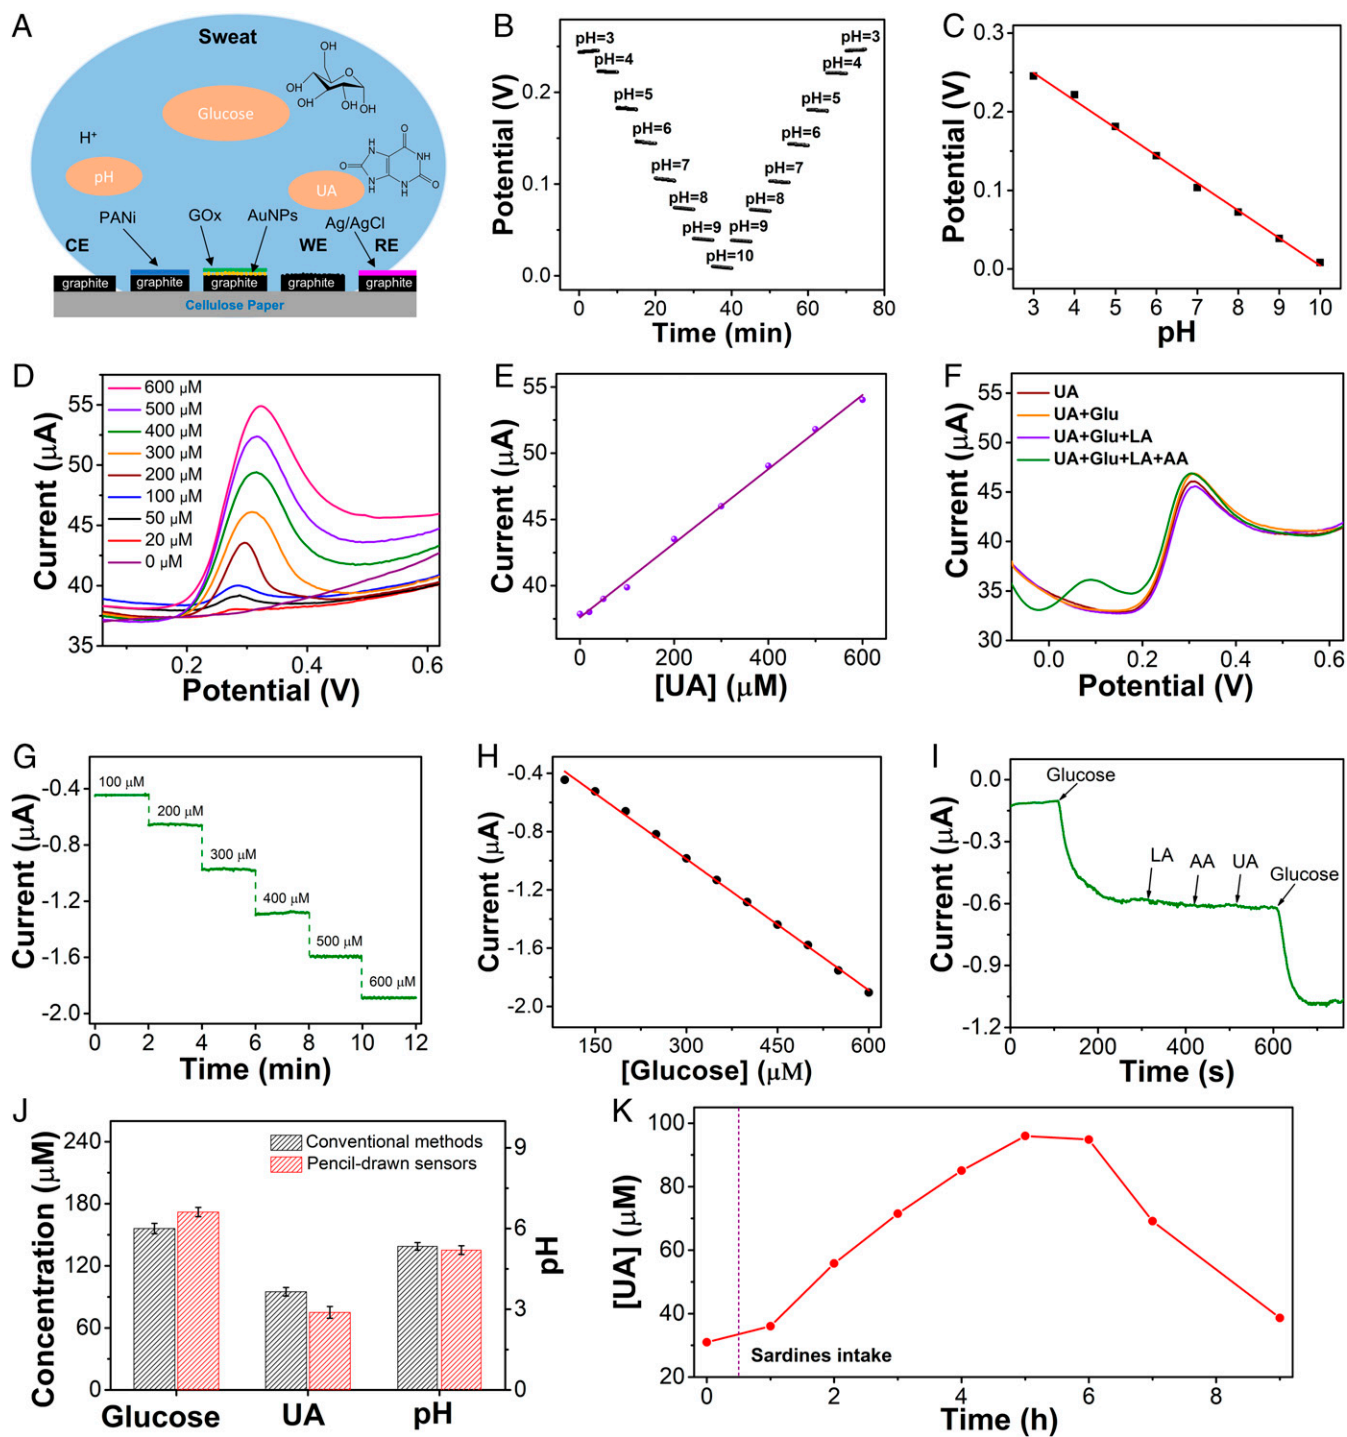 A
Sweat
Glucose
OH
OH
O
OH
OH
OH
H⁺
pH
UA
O
H
N
O
NH
O
N
H
N
H
O
PANi
GOx
AuNPs
Ag/AgCl
CE
WE
RE
graphite
graphite
graphite
graphite
graphite
Cellulose Paper
B
Potential (V)
0.2
0.1
0.0
pH=3
pH=4
pH=5
pH=6
pH=7
pH=8
pH=9
pH=10
pH=9
pH=8
pH=7
pH=6
pH=5
pH=4
pH=3
0 20 40 60 80
Time (min)
C
Potential (V)
0.3
0.2
0.1
0.0
3 4 5 6 7 8 9 10
pH
D
Current (μA)
55
50
45
40
35
600 μM
500 μM
400 μM
300 μM
200 μM
100 μM
50 μM
20 μM
0 μM
0.2 0.4 0.6
Potential (V)
E
Current (μA)
55
50
45
40
0 200 400 600
[UA] (μM)
F
Current (μA)
55
50
45
40
35
30
UA
UA+Glu
UA+Glu+LA
UA+Glu+LA+AA
0.0 0.2 0.4 0.6
Potential (V)
G
Current (μA)
-0.4
-0.8
-1.2
-1.6
-2.0
100 μM
200 μM
300 μM
400 μM
500 μM
600 μM
0 2 4 6 8 10 12
Time (min)
H
Current (μA)
-0.4
-0.8
-1.2
-1.6
-2.0
150 300 450 600
[Glucose] (μM)
I
Current (μA)
0.0
-0.3
-0.6
-0.9
-1.2
Glucose
LA
AA
UA
Glucose
0 200 400 600
Time (s)
J
Concentration (μM)
240
180
120
60
0
Conventional methods
Pencil-drawn sensors
9
6
3
0
pH
Glucose UA pH
K
[UA] (μM)
100
80
60
40
20
Sardines intake
0 2 4 6 8
Time (h)